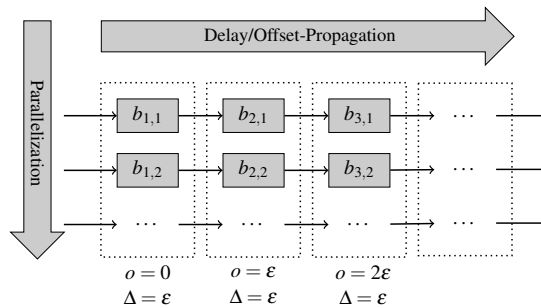 Delay/Offset-Propagation
Parallelization
b₁,₁ b₂,₁ b₃,₁ ⋯
b₁,₂ b₂,₂ b₃,₂ ⋯
⋯ ⋯ ⋯ ⋯
o = 0 o = ε o = 2ε
Δ = ε Δ = ε Δ = ε